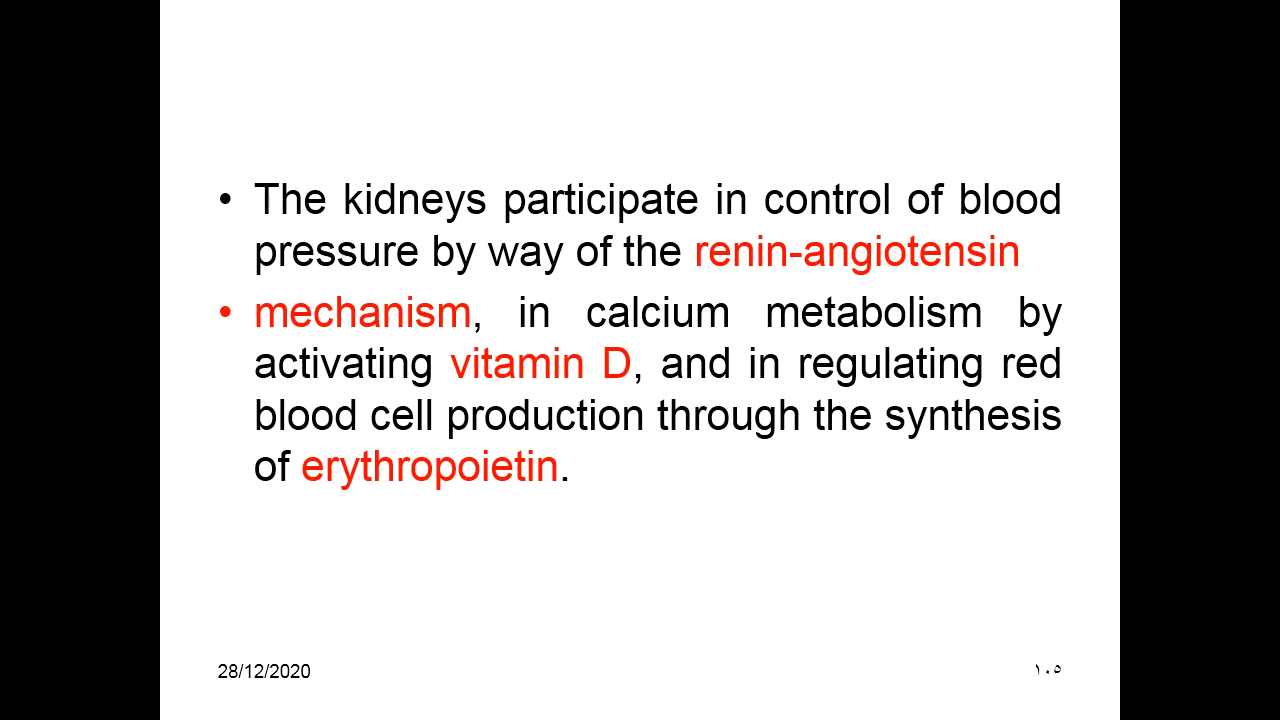 • The kidneys participate in control of blood
pressure by way of the renin-angiotensin
• mechanism, in calcium metabolism by
activating vitamin D, and in regulating red
blood cell production through the synthesis
of erythropoietin.
28/12/2020
١٠٥